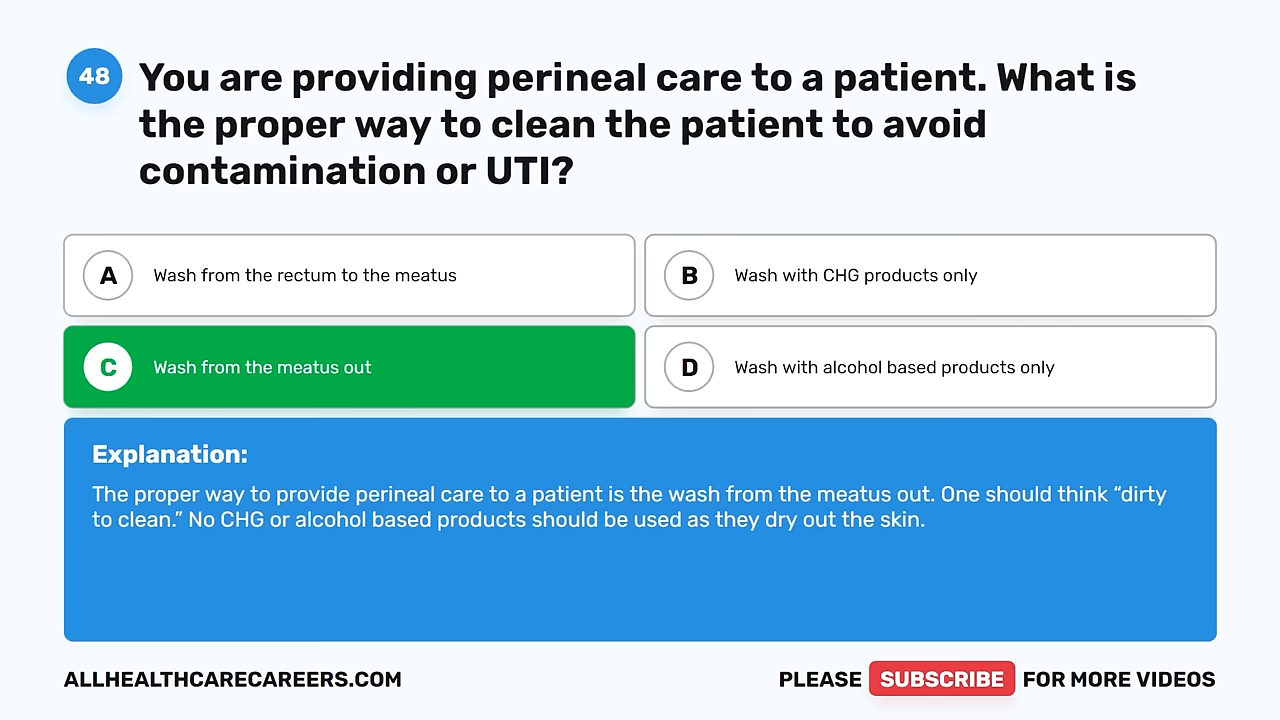 48
You are providing perineal care to a patient. What is
the proper way to clean the patient to avoid
contamination or UTI?
A Wash from the rectum to the meatus
B Wash with CHG products only
C Wash from the meatus out
D Wash with alcohol based products only
Explanation:
The proper way to provide perineal care to a patient is the wash from the meatus out. One should think “dirty
to clean.” No CHG or alcohol based products should be used as they dry out the skin.
ALLHEALTHCARECAREERS.COM
PLEASE SUBSCRIBE FOR MORE VIDEOS